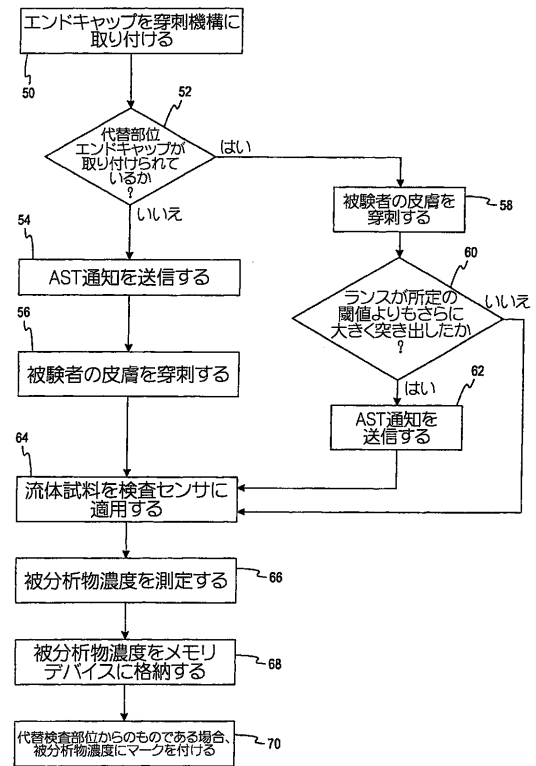 エンドキャップを穿刺機構に
取り付ける
50
52
代替部位
エンドキャップが
取り付けられて
いるか
?
はい
いいえ
54
AST通知を送信する
56
被験者の皮膚を穿刺する
被験者の皮膚を
穿刺する
58
60
ランスが所定の
閾値よりもさらに
大きく突き出したか
?
いいえ
はい
62
AST通知を
送信する
64
流体試料を検査センサに
適用する
被分析物濃度を測定する
66
被分析物濃度をメモリ
デバイスに格納する
68
代替検査部位からのものである場合、
被分析物濃度にマークを付ける
70